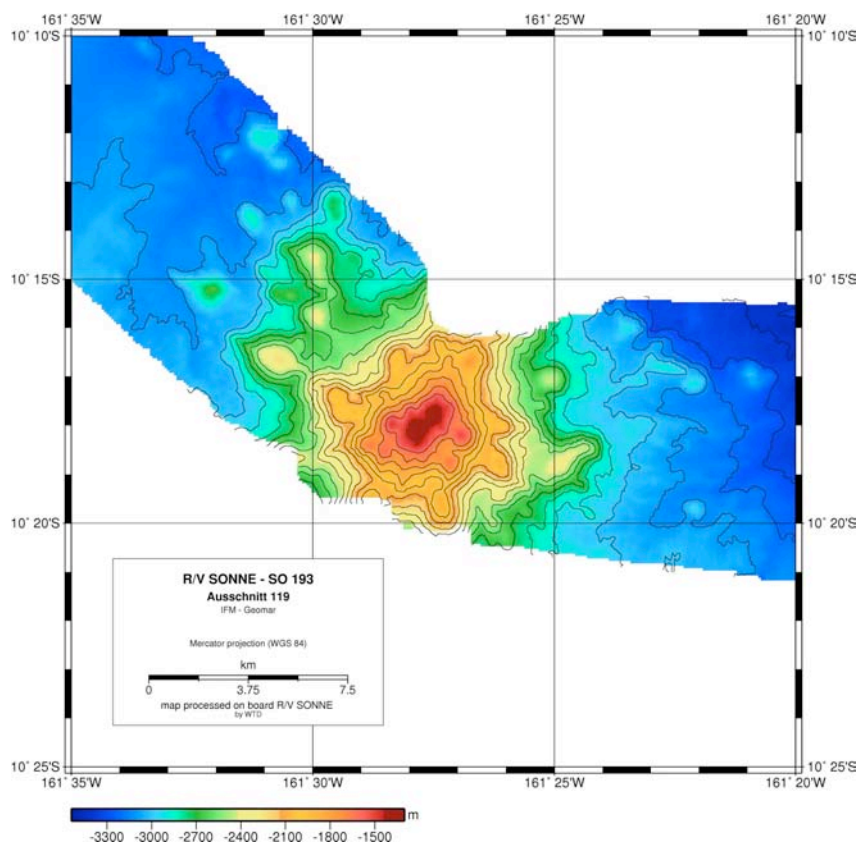 161˚ 35'W 161˚ 30'W 161˚ 25'W 161˚ 20'W
10˚ 10'S 10˚ 10'S
10˚ 15'S 10˚ 15'S
10˚ 20'S 10˚ 20'S
R/V SONNE - SO 193
Ausschnitt 119
IFM - Geomar
Mercator projection (WGS 84)
km
0 3.75 7.5
map processed on board R/V SONNE
by WTD
10˚ 25'S 10˚ 25'S
161˚ 35'W 161˚ 30'W 161˚ 25'W 161˚ 20'W
m
-3300 -3000 -2700 -2400 -2100 -1800 -1500